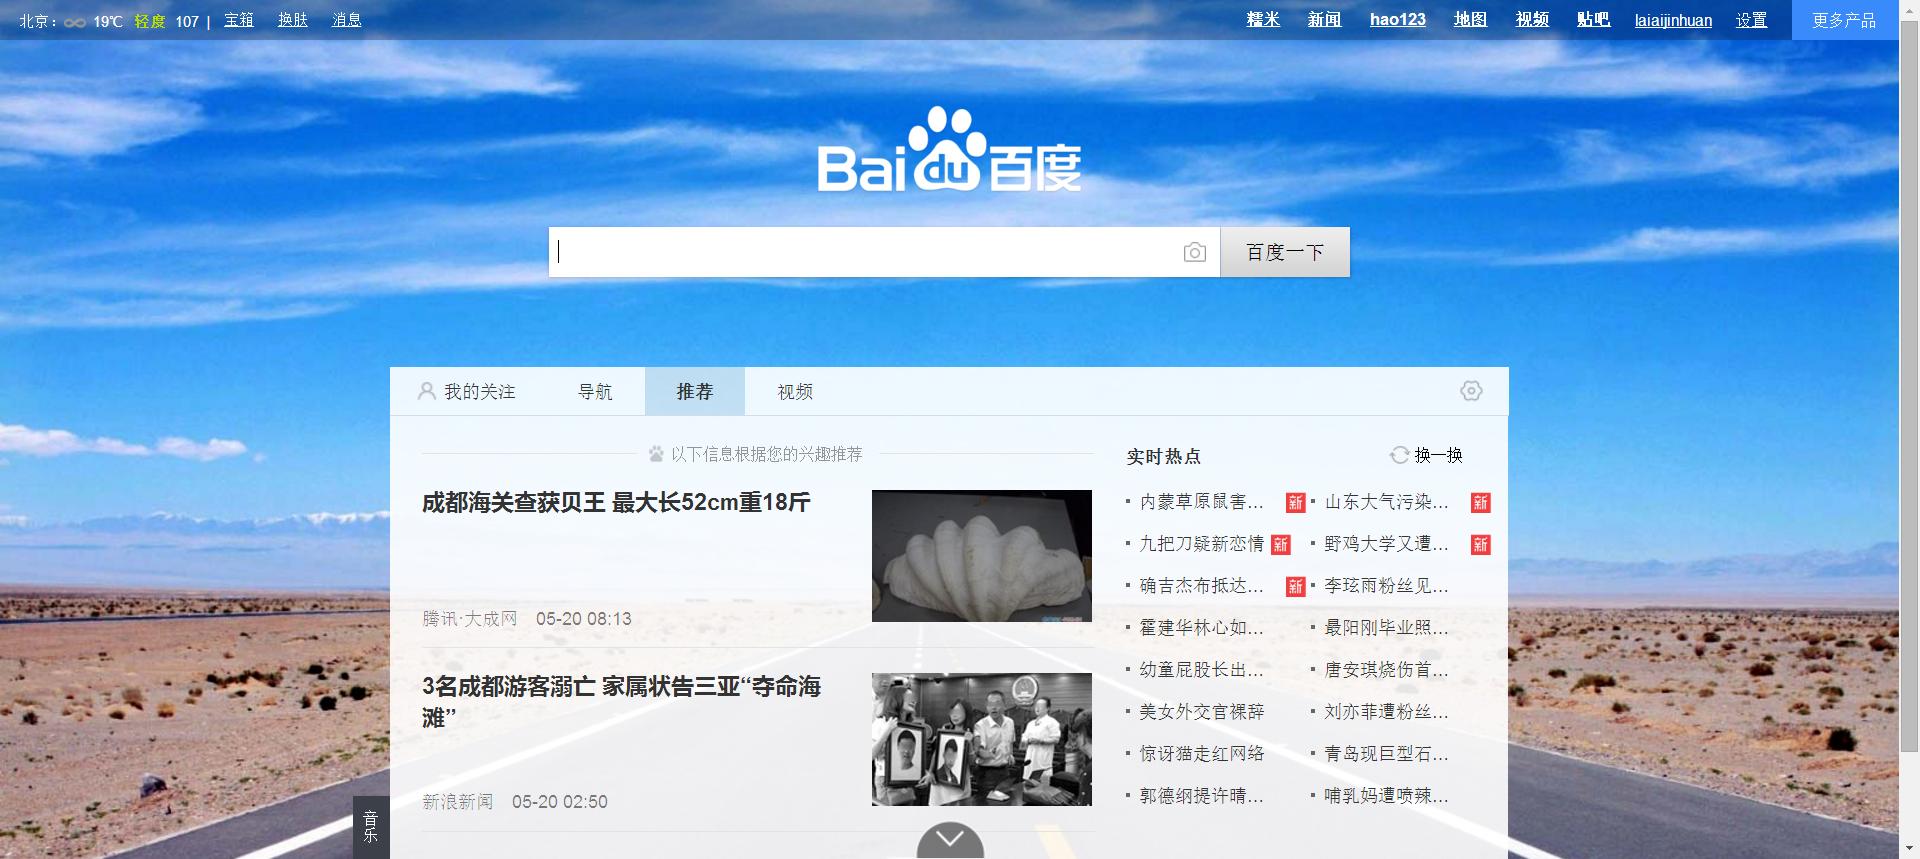 北京： 19℃ 轻度 107 | 宝箱 换肤 消息
糯米 新闻 hao123 地图 视频 贴吧 laiaijinhuan 设置 更多产品
Bai du 百度
百度一下
我的关注 导航 推荐 视频
以下信息根据您的兴趣推荐
成都海关查获贝王 最大长52cm重18斤
腾讯·大成网 05-20 08:13
3名成都游客溺亡 家属状告三亚“夺命海
滩”
新浪新闻 05-20 02:50
实时热点 换一换
内蒙草原鼠害... 新 山东大气污染... 新
九把刀疑新恋情 新 野鸡大学又遭... 新
确吉杰布抵达... 新 李玹雨粉丝见...
霍建华林心如... 最阳刚毕业照...
幼童屁股长出... 唐安琪烧伤首...
美女外交官裸辞 刘亦菲遭粉丝...
惊讶猫走红网络 青岛现巨型石...
郭德纲提许晴... 哺乳妈遭喷辣...
音
乐